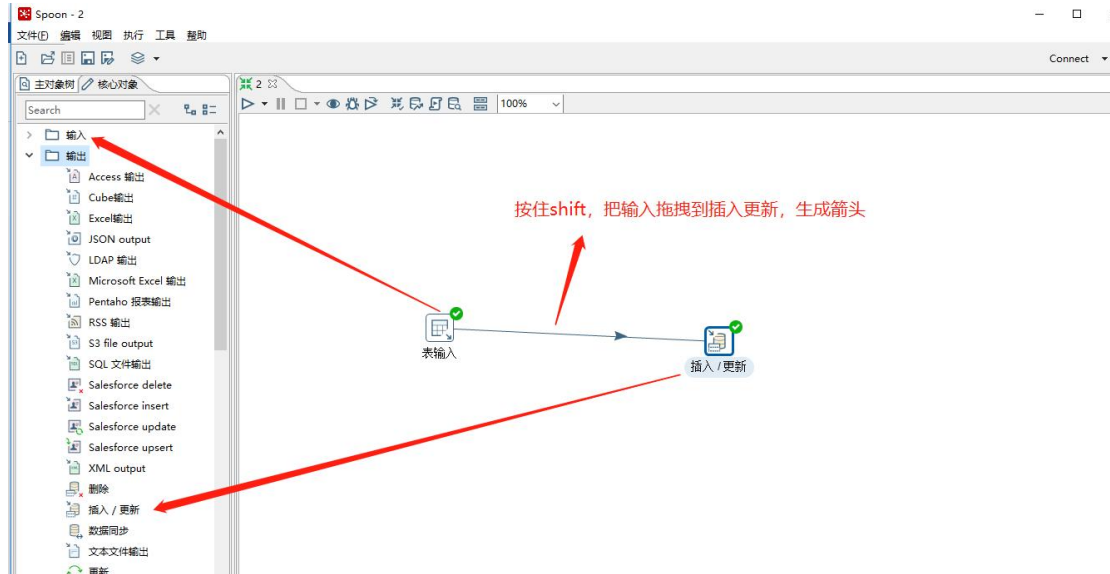 Spoon - 2
文件(F) 编辑 视图 执行 工具 帮助
Connect
主对象树 核心对象
2
Search
100%
输入
输出
Access 输出
Cube输出
Excel输出
JSON output
LDAP 输出
Microsoft Excel 输出
Pentaho 报表输出
RSS 输出
S3 file output
SQL 文件输出
Salesforce delete
Salesforce insert
Salesforce update
Salesforce upsert
XML output
删除
插入 / 更新
数据同步
文本文件输出
更新
按住shift，把输入拖拽到插入更新，生成箭头
表输入
插入 / 更新